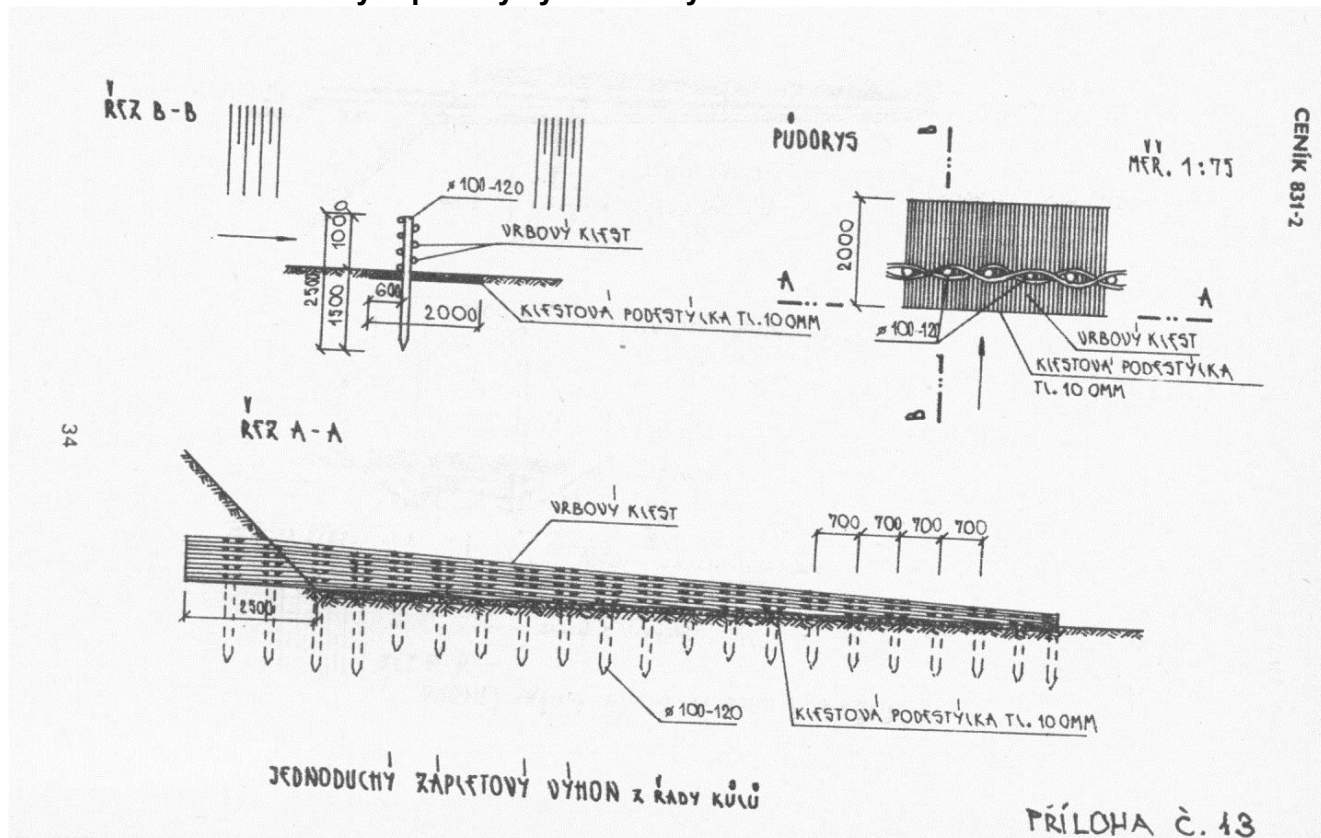 ŘEZ B - B
ø 100-120
VRBOVÝ KLEST
1000
2500
1500
600
2000
KLESTOVÁ PODESTÝLKA TL. 100MM
PŮDORYS
MĚŘ. 1:75
B
2000
A
A
ø 100-120
VRBOVÝ KLEST
KLESTOVÁ PODESTÝLKA
TL. 100MM
B
CENÍK 831-2
34
ŘEZ A - A
VRBOVÝ KLEST
700 700 700 700
2500
ø 100-120
KLESTOVÁ PODESTÝLKA TL. 100MM
JEDNODUCHÝ ZÁPLETOVÝ VÝHON Z ŘADY KŮLŮ
PŘÍLOHA Č. 13